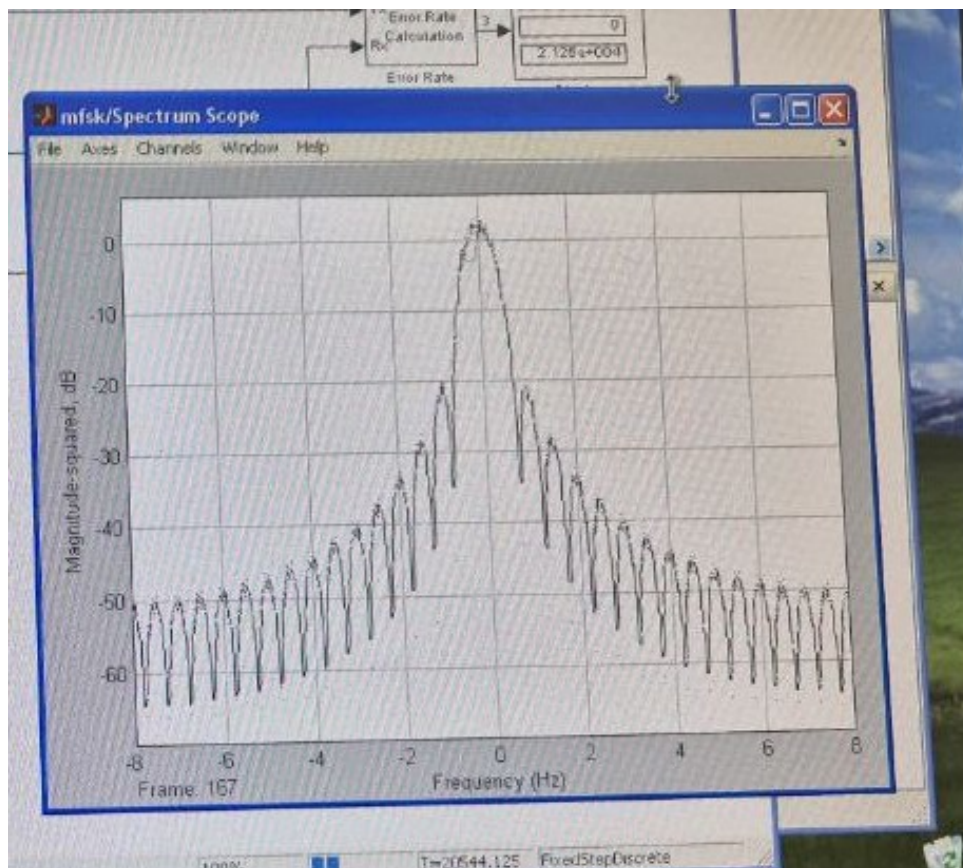 Error Rate
Calculation
Rx
3
0
2.128e+004
Error Rate
mfsk/Spectrum Scope
File Axes Channels Window Help
0
-10
-20
-30
-40
-50
-60
Magnitude-squared, dB
-8 -6 -4 -2 0 2 4 6 8
Frame: 167
Frequency (Hz)
100%
T=20544.125
FixedStepDiscrete